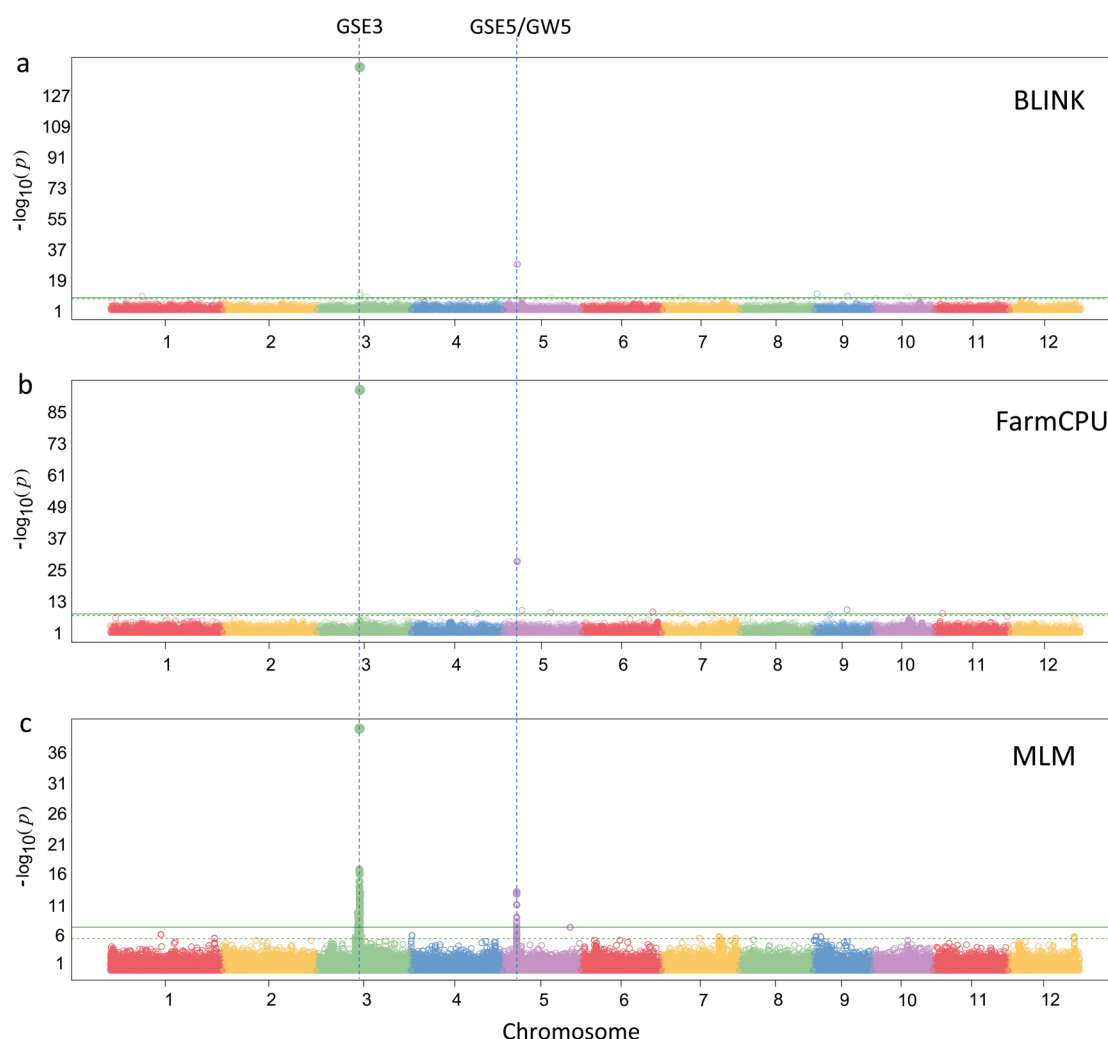 GSE3 GSE5/GW5
a
BLINK
127
109
91
73
55
37
19
1
-log10(p)
1 2 3 4 5 6 7 8 9 10 11 12
b
FarmCPU
85
73
61
49
37
25
13
1
-log10(p)
1 2 3 4 5 6 7 8 9 10 11 12
c
MLM
36
31
26
21
16
11
6
1
-log10(p)
1 2 3 4 5 6 7 8 9 10 11 12
Chromosome